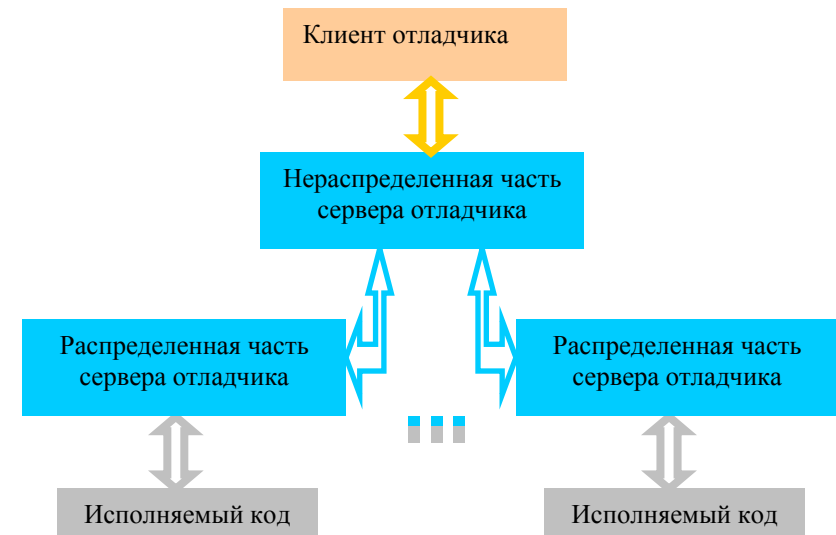 Клиент отладчика
Нераспределенная часть
сервера отладчика
Распределенная часть
сервера отладчика
Распределенная часть
сервера отладчика
Исполняемый код
Исполняемый код